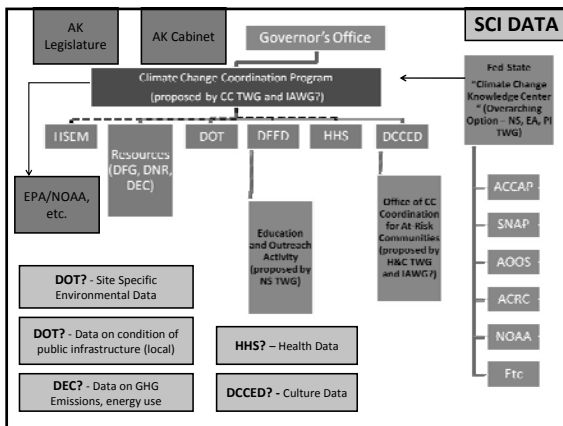 AK
Legislature
AK Cabinet
Governor's Office
SCI DATA
Climate Change Coordination Program
(proposed by CC TWG and IAWG?)
Fed-State
"Climate Change
Knowledge Center
" (Overarching
Option – NS, EA, PI
TWG)
HSEM
Resources
(DFG, DNR,
DEC)
DOT
DEED
HHS
DCCED
EPA/NOAA,
etc.
Education
and Outreach
Activity
(proposed by
NS TWG)
Office of CC
Coordination
for At-Risk
Communities
(proposed by
H&C TWG
and IAWG?)
ACCAP
SNAP
AOOS
ACRC
NOAA
Etc
DOT? - Site Specific
Environmental Data
DOT? - Data on condition of
public infrastructure (local)
DEC? - Data on GHG
Emissions, energy use
HHS? – Health Data
DCCED? - Culture Data